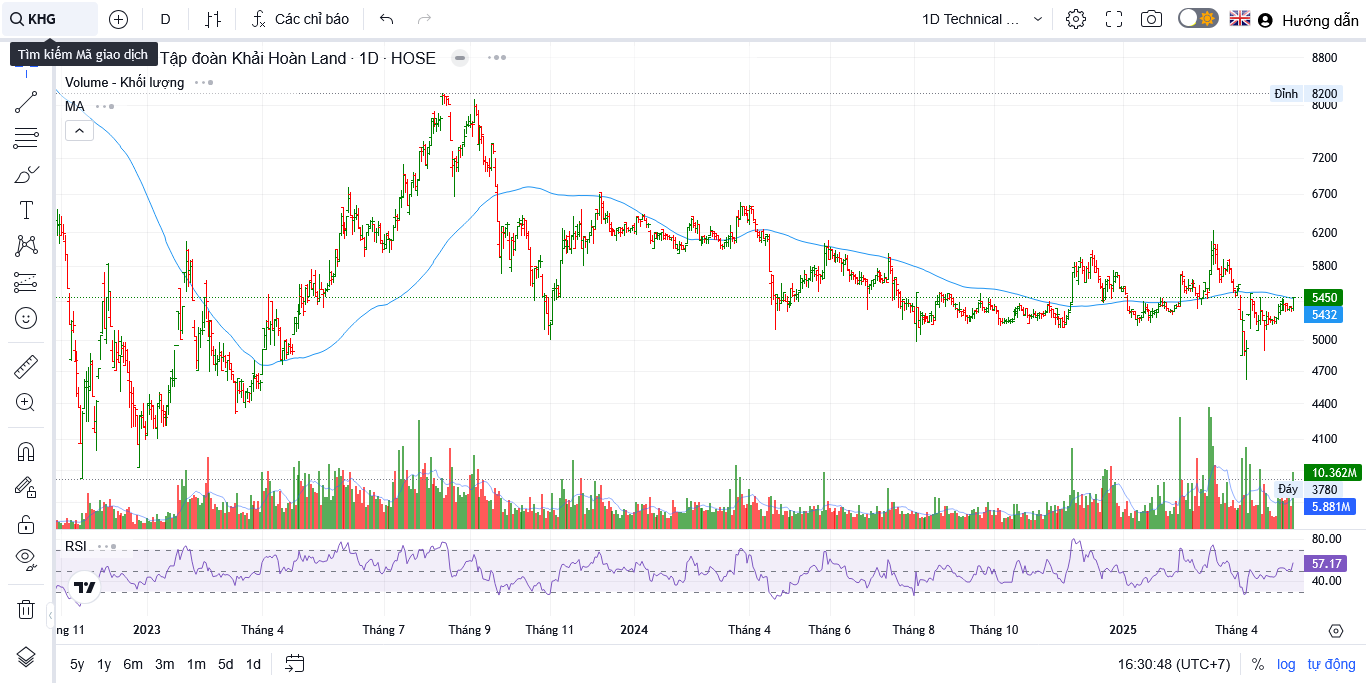 KHG
D
Các chỉ báo
1D Technical ...
Hướng dẫn
Tìm kiếm Mã giao dịch
Tập đoàn Khải Hoàn Land · 1D · HOSE
Volume - Khối lượng
MA
8800
Đỉnh 8200
8000
7200
6700
6200
5800
5450
5432
5000
4700
4400
4100
10.362M
Đáy 3780
5.881M
RSI
80.00
57.17
40.00
ng 11 2023 Tháng 4 Tháng 7 Tháng 9 Tháng 11 2024 Tháng 4 Tháng 6 Tháng 8 Tháng 10 2025 Tháng 4
5y 1y 6m 3m 1m 5d 1d
16:30:48 (UTC+7) % log tự động